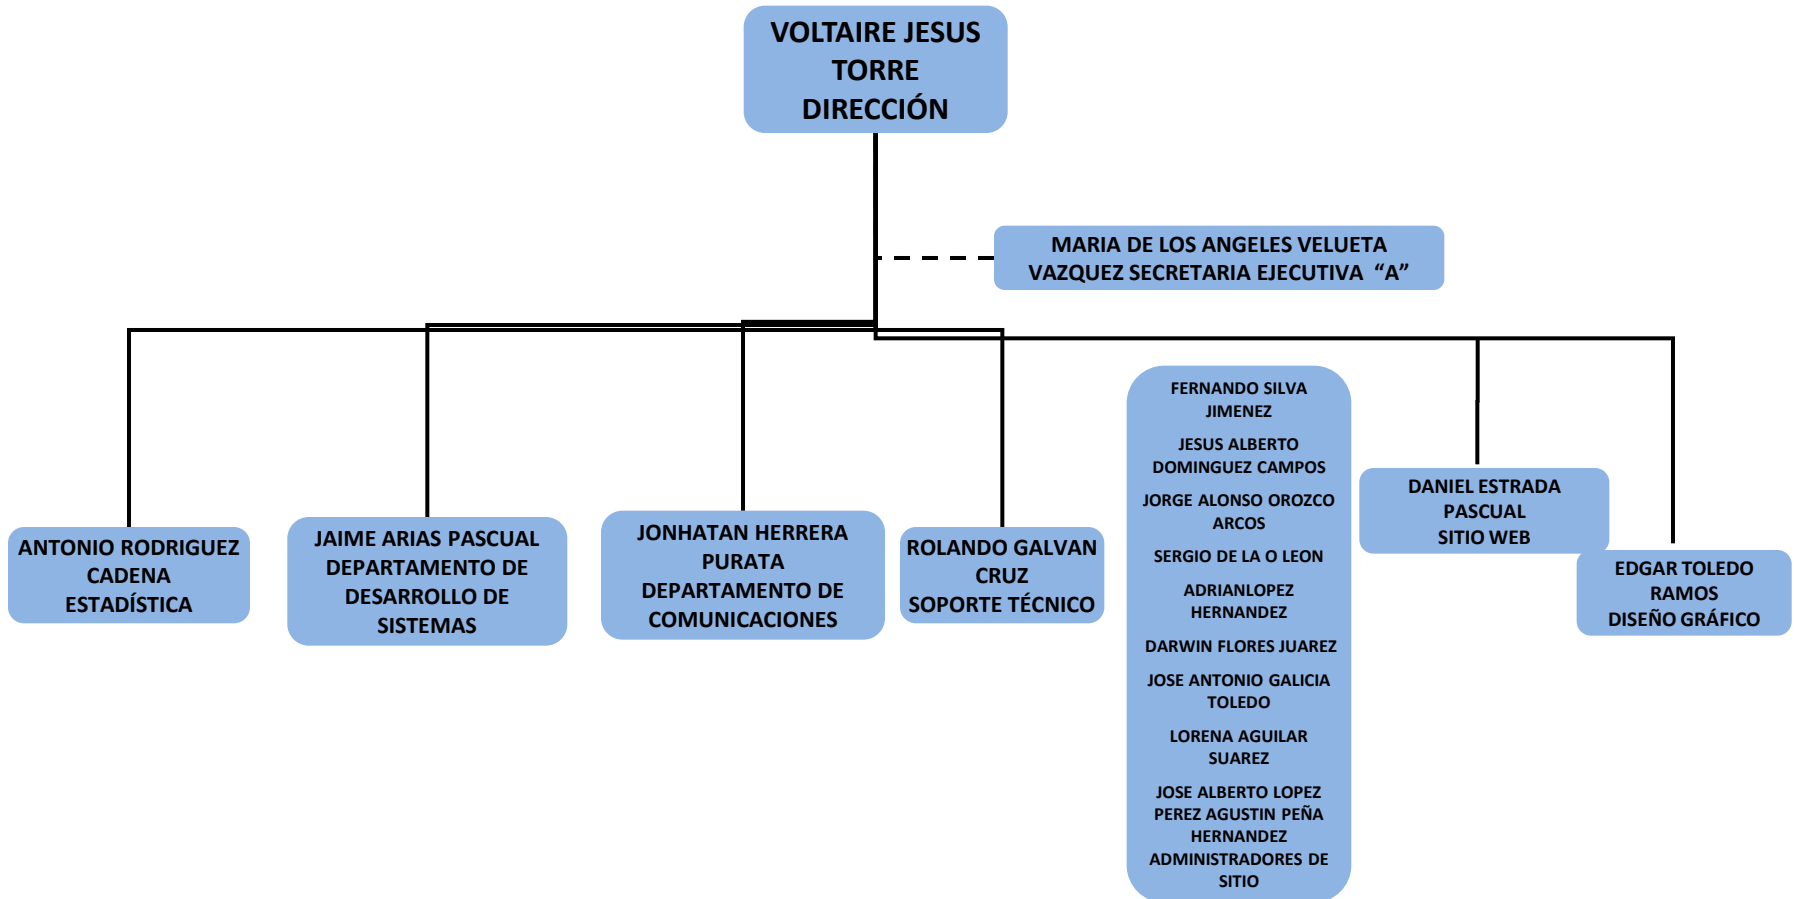 VOLTAIRE JESUS
TORRE
DIRECCIÓN
MARIA DE LOS ANGELES VELUETA
VAZQUEZ SECRETARIA EJECUTIVA “A”
ANTONIO RODRIGUEZ
CADENA
ESTADÍSTICA
JAIME ARIAS PASCUAL
DEPARTAMENTO DE
DESARROLLO DE
SISTEMAS
JONHATAN HERRERA
PURATA
DEPARTAMENTO DE
COMUNICACIONES
ROLANDO GALVAN
CRUZ
SOPORTE TÉCNICO
FERNANDO SILVA
JIMENEZ
JESUS ALBERTO
DOMINGUEZ CAMPOS
JORGE ALONSO OROZCO
ARCOS
SERGIO DE LA O LEON
ADRIANLOPEZ
HERNANDEZ
DARWIN FLORES JUAREZ
JOSE ANTONIO GALICIA
TOLEDO
LORENA AGUILAR
SUAREZ
JOSE ALBERTO LOPEZ
PEREZ AGUSTIN PEÑA
HERNANDEZ
ADMINISTRADORES DE
SITIO
DANIEL ESTRADA
PASCUAL
SITIO WEB
EDGAR TOLEDO
RAMOS
DISEÑO GRÁFICO